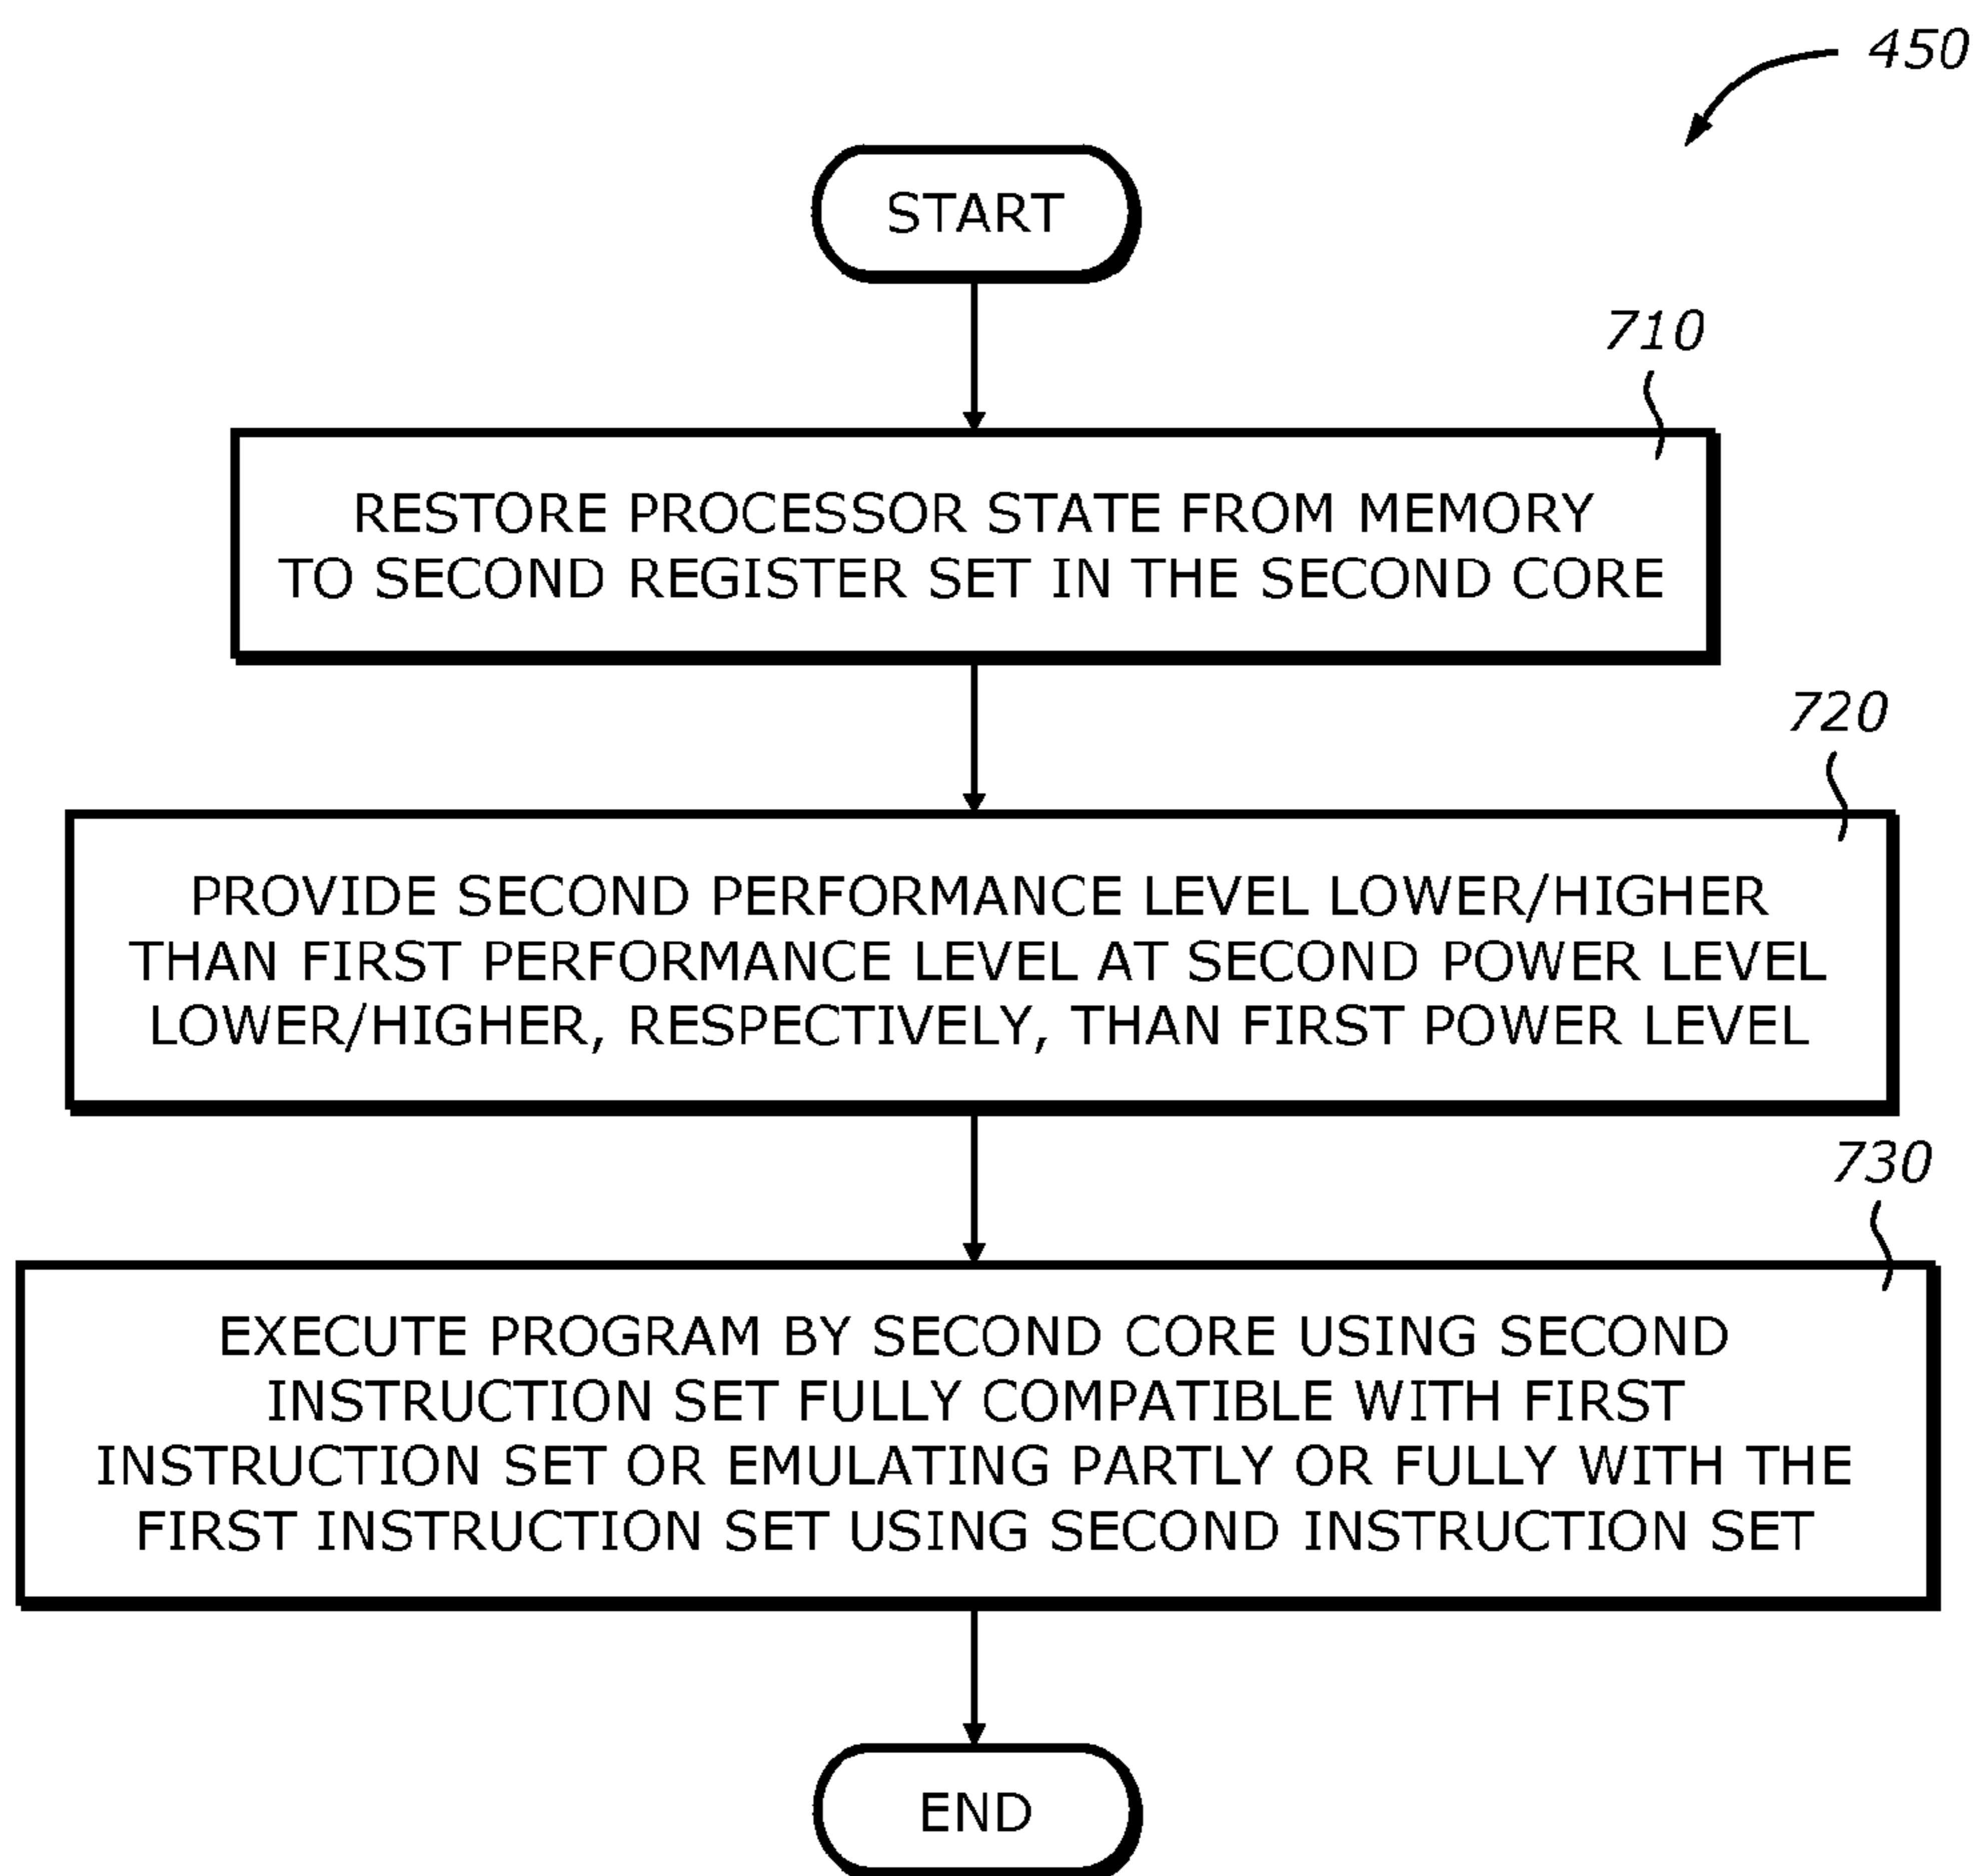 450
START
710
RESTORE PROCESSOR STATE FROM MEMORY
TO SECOND REGISTER SET IN THE SECOND CORE
720
PROVIDE SECOND PERFORMANCE LEVEL LOWER/HIGHER
THAN FIRST PERFORMANCE LEVEL AT SECOND POWER LEVEL
LOWER/HIGHER, RESPECTIVELY, THAN FIRST POWER LEVEL
730
EXECUTE PROGRAM BY SECOND CORE USING SECOND
INSTRUCTION SET FULLY COMPATIBLE WITH FIRST
INSTRUCTION SET OR EMULATING PARTLY OR FULLY WITH THE
FIRST INSTRUCTION SET USING SECOND INSTRUCTION SET
END